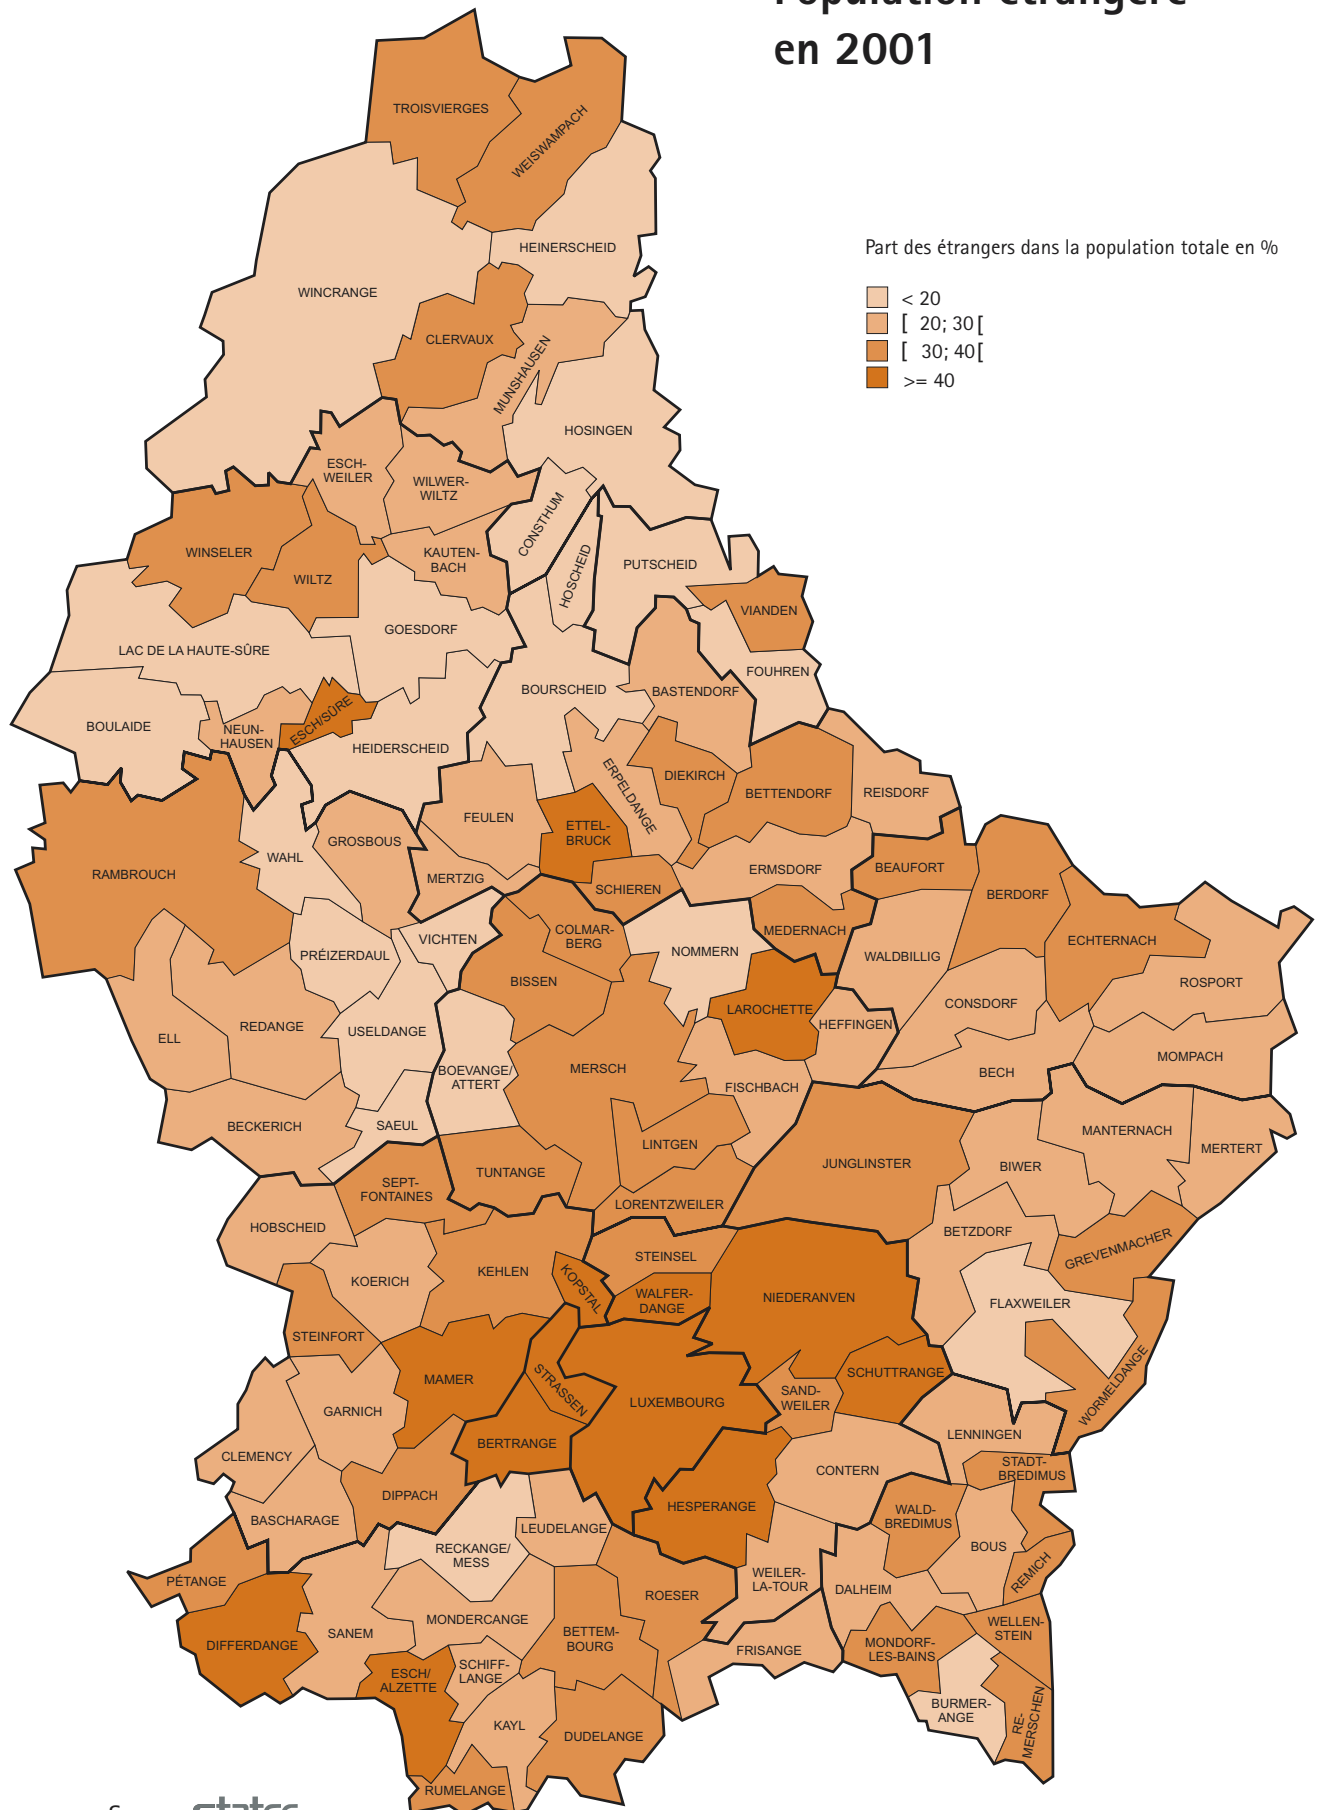 en 2001
Part des étrangers dans la population totale en %
< 20
[ 20; 30 [
[ 30; 40 [
>= 40
TROISVIERGES
WEISWAMPACH
HEINERSCHEID
WINCRANGE
CLERVAUX
MUNSHAUSEN
HOSINGEN
ESCH-
WEILER
WILWER-
WILTZ
CONSTHUM
WINSELER
WILTZ
KAUTEN-
BACH
HOSCHEID
PUTSCHEID
VIANDEN
GOESDORF
LAC DE LA HAUTE-SÛRE
FOUHREN
BOURSCHEID
BASTENDORF
BOULAIDE
NEUN-
HAUSEN
ESCH/SÛRE
HEIDERSCHEID
ERPELDANGE
DIEKIRCH
BETTENDORF
REISDORF
FEULEN
ETTEL-
BRUCK
GROSBOUS
WAHL
RAMBROUCH
MERTZIG
SCHIEREN
ERMSDORF
BEAUFORT
BERDORF
PRÉIZERDAUL
VICHTEN
COLMAR-
BERG
MEDERNACH
NOMMERN
WALDBILLIG
ECHTERNACH
BISSEN
ROSPORT
LAROCHETTE
CONSDORF
HEFFINGEN
ELL
REDANGE
USELDANGE
BOEVANGE/
ATTERT
MERSCH
FISCHBACH
BECH
MOMPACH
BECKERICH
SAEUL
LINTGEN
MANTERNACH
MERTERT
TUNTANGE
JUNGLINSTER
BIWER
SEPT-
FONTAINES
LORENTZWEILER
HOBSCHEID
BETZDORF
GREVENMACHER
STEINSEL
KOERICH
KEHLEN
KOPSTAL
WALFER-
DANGE
NIEDERANVEN
FLAXWEILER
STEINFORT
MAMER
STRASSEN
LUXEMBOURG
SAND-
WEILER
SCHUTTRANGE
WORMELDANGE
GARNICH
CLEMENCY
BERTRANGE
LENNINGEN
CONTERN
STADT-
BREDIMUS
DIPPACH
HESPERANGE
WALD-
BREDIMUS
BASCHARAGE
LEUDELANGE
RECKANGE/
MESS
BOUS
REMICH
PÉTANGE
WEILER-
LA-TOUR
DALHEIM
ROESER
MONDERCANGE
SANEM
DIFFERDANGE
BETTEM-
BOURG
FRISANGE
MONDORF-
LES-BAINS
WELLEN-
STEIN
ESCH/
ALZETTE
SCHIFF-
LANGE
BURMER-
ANGE
RE-
MERSCHEN
KAYL
DUDELANGE
RUMELANGE